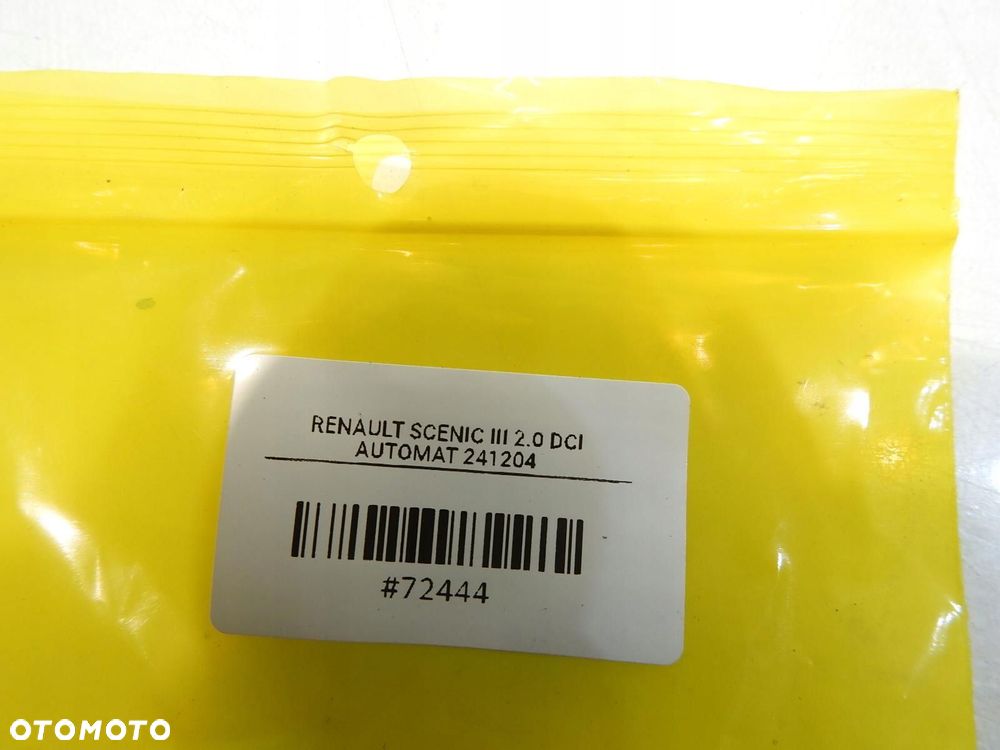 RENAULT SCENIC III 2.0 DCI
AUTOMAT 241204
#72444
OTOMOTO